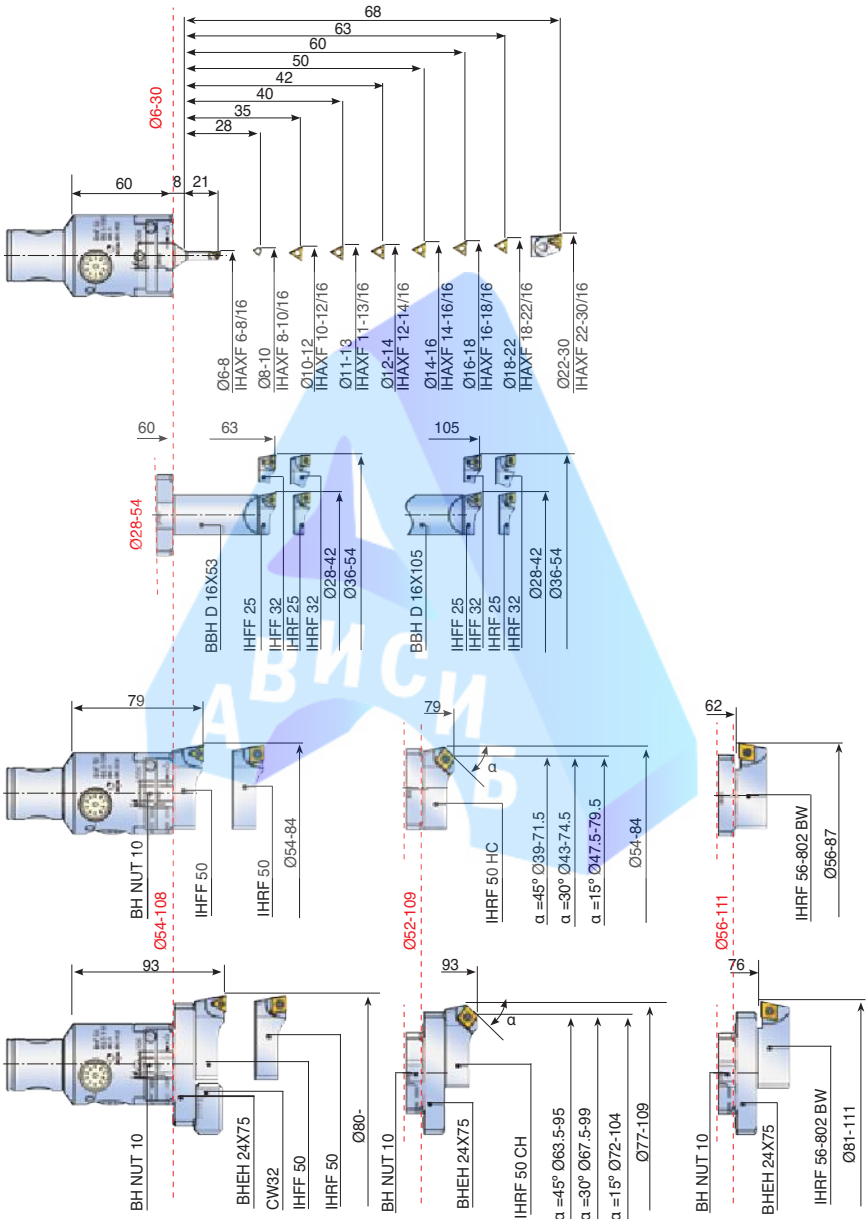 68
63
60
50
42
40
35
28
60
8
21
Ø6-30
Ø6-8
IHAXF 6-8/16
Ø8-10
IHAXF 8-10/16
Ø10-12
IHAXF 10-12/16
Ø11-13
IHAXF 11-13/16
Ø12-14
IHAXF 12-14/16
Ø14-16
IHAXF 14-16/16
Ø16-18
IHAXF 16-18/16
Ø18-22
IHAXF 18-22/16
Ø22-30
IHAXF 22-30/16
60
63
105
Ø28-54
BBH D 16X53
IHFF 25
IHFF 32
IHRF 25
IHRF 32
Ø28-42
Ø36-54
BBH D 16X105
IHFF 25
IHFF 32
IHRF 25
IHRF 32
Ø28-42
Ø36-54
АВИСИ
Б
79
BH NUT 10
Ø54-108
IHFF 50
IHRF 50
Ø54-84
79
α
Ø52-109
IHRF 50 HC
α =45° Ø39-71.5
α =30° Ø43-74.5
α =15° Ø47.5-79.5
Ø54-84
62
Ø56-111
IHRF 56-802 BW
Ø56-87
93
BH NUT 10
BHEH 24X75
CW32
IHFF 50
IHRF 50
Ø80-
93
α
BH NUT 10
BHEH 24X75
IHRF 50 CH
α =45° Ø63.5-95
α =30° Ø67.5-99
α =15° Ø72-104
Ø77-109
76
BH NUT 10
BHEH 24X75
IHRF 56-802 BW
Ø81-111